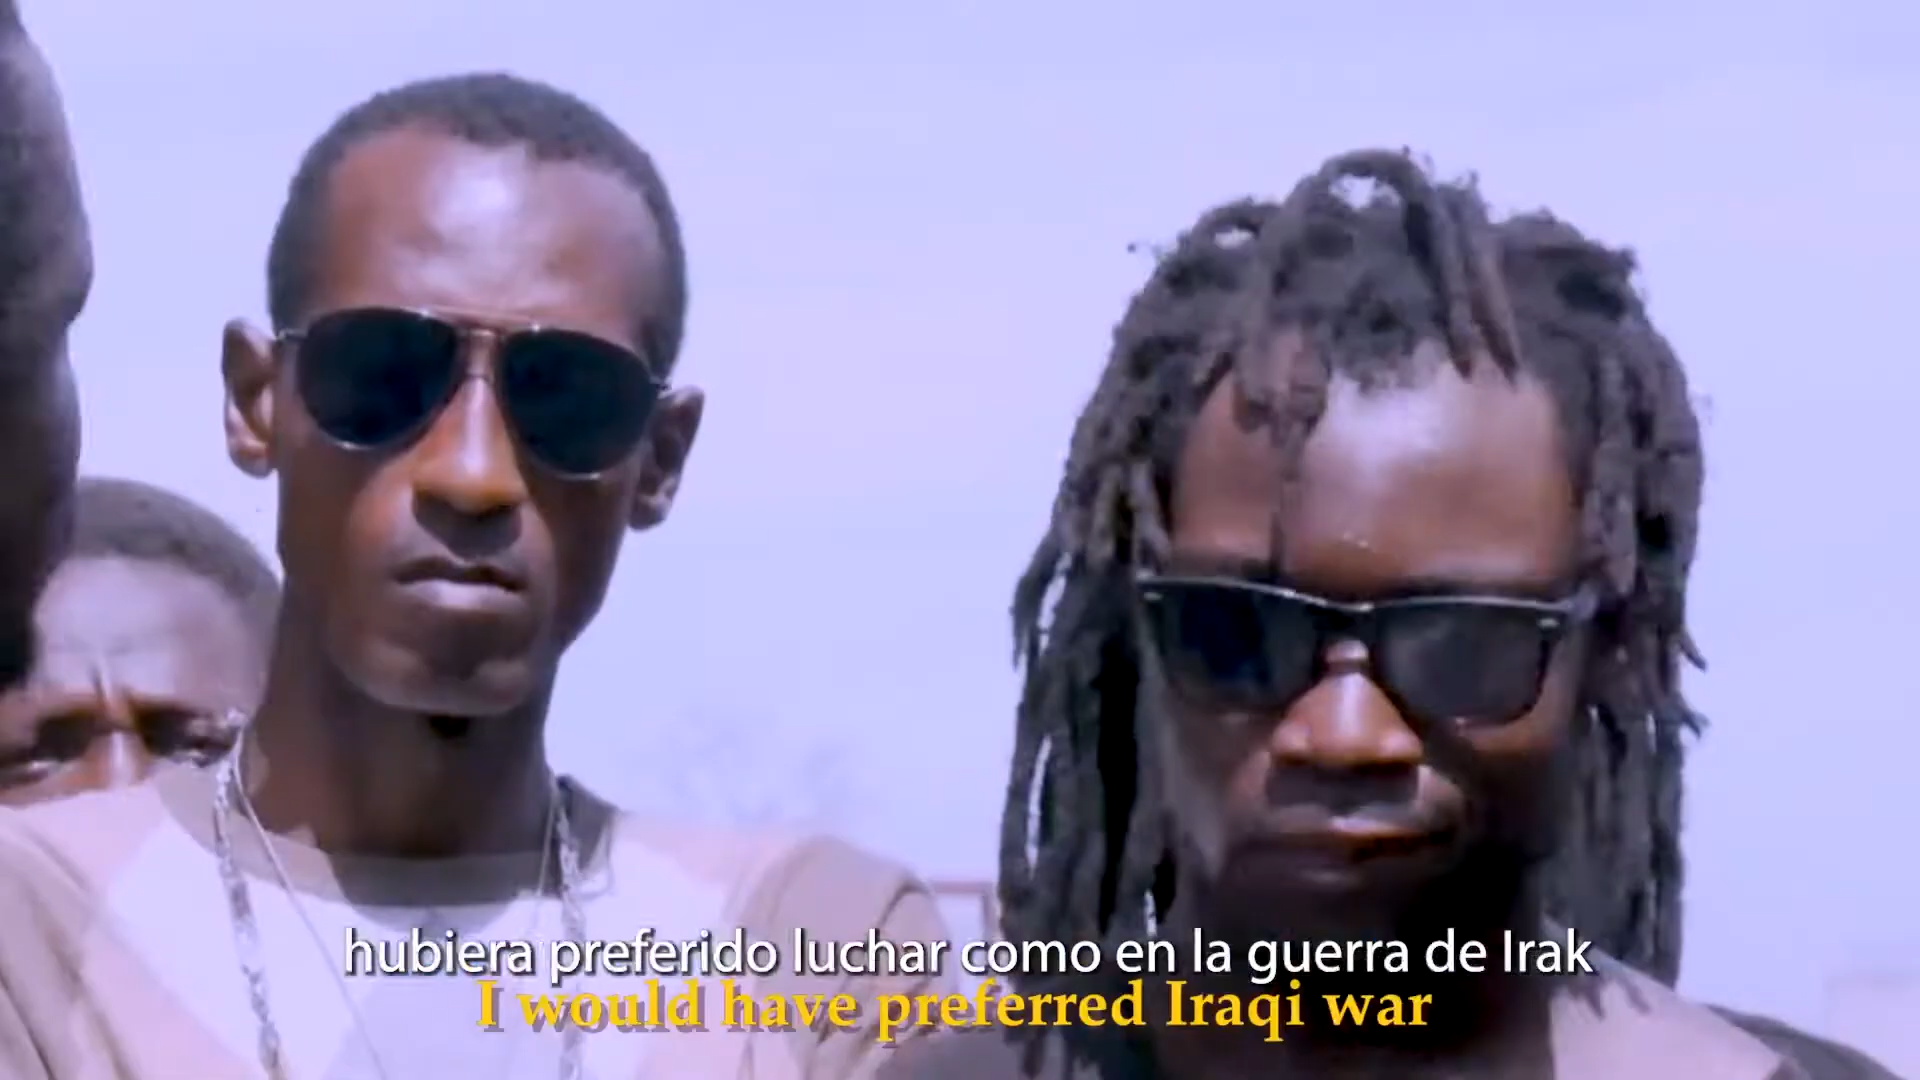 hubiera preferido luchar como en la guerra de Irak
I would have preferred Iraqi war